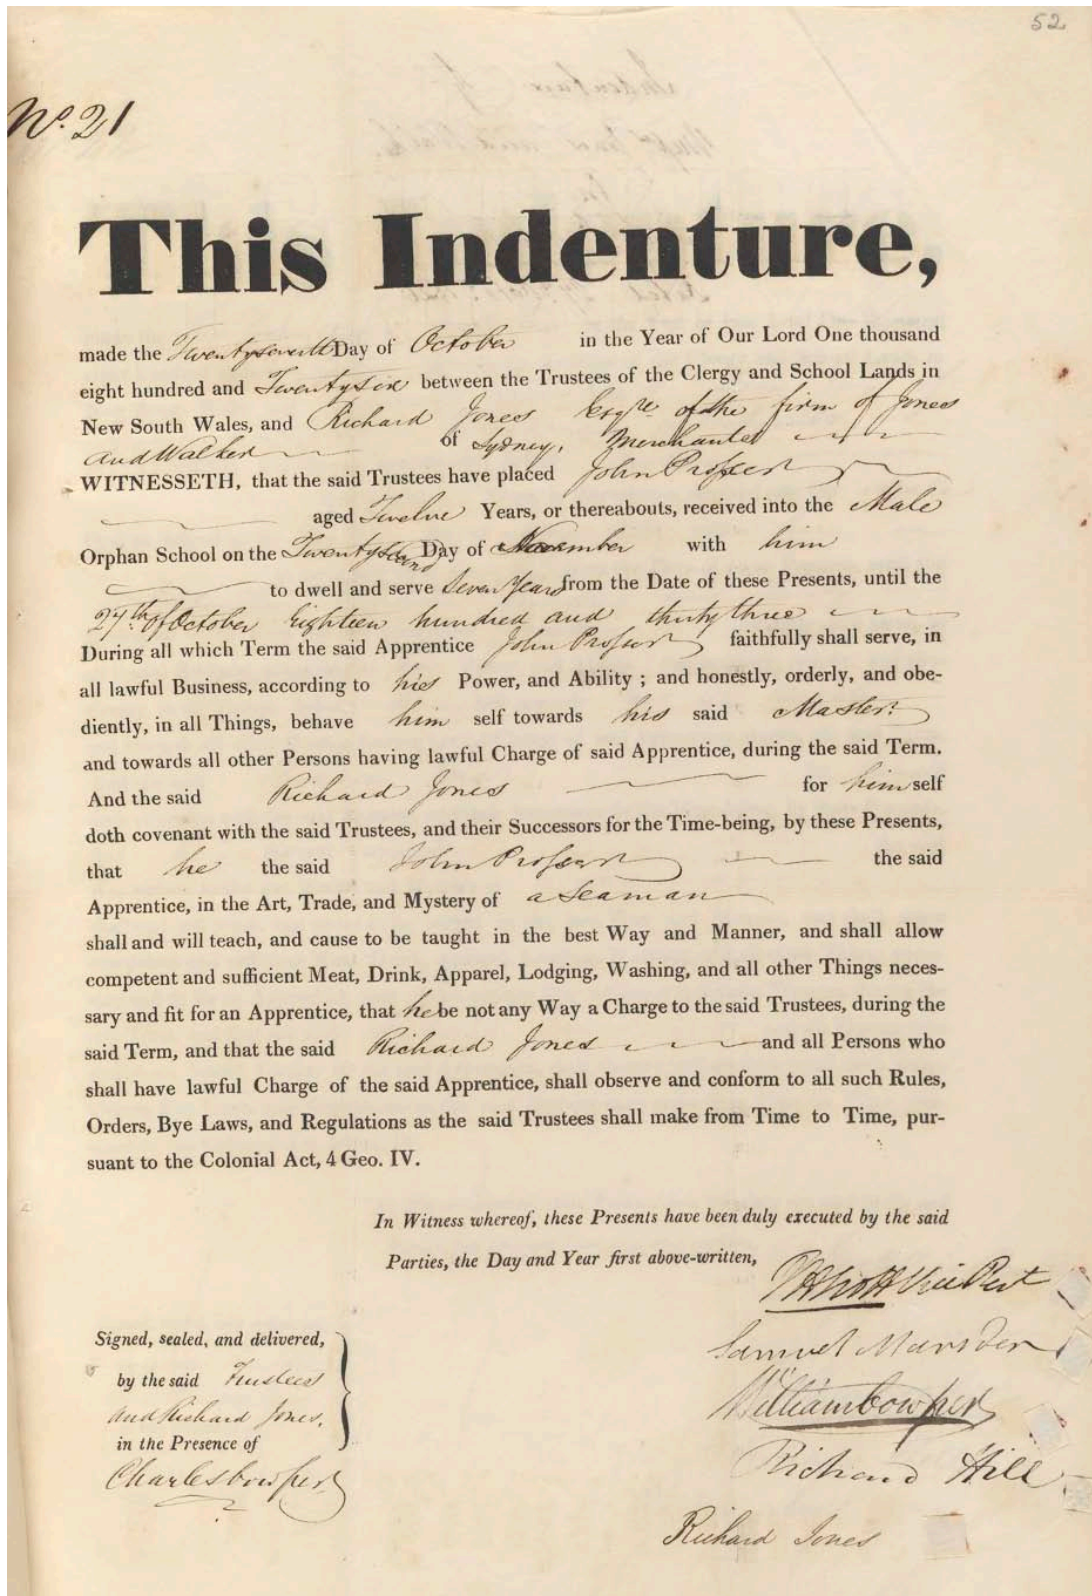 52
No. 21
This Indenture,
made the Twentyseventh Day of October in the Year of Our Lord One thousand
eight hundred and Twentysix between the Trustees of the Clergy and School Lands in
New South Wales, and Richard Jones Esqre of the firm of Jones
and Walker of Sydney, Merchants
WITNESSETH, that the said Trustees have placed John Prosser
aged Twelve Years, or thereabouts, received into the Male
Orphan School on the Twentysecond Day of November with him
to dwell and serve Seven Years from the Date of these Presents, until the
27th of October Eighteen hundred and thirty three
During all which Term the said Apprentice John Prosser faithfully shall serve, in
all lawful Business, according to his Power, and Ability ; and honestly, orderly, and obe-
diently, in all Things, behave him self towards his said Master
and towards all other Persons having lawful Charge of said Apprentice, during the said Term.
And the said Richard Jones for him self
doth covenant with the said Trustees, and their Successors for the Time-being, by these Presents,
that he the said John Prosser the said
Apprentice, in the Art, Trade, and Mystery of a Seaman
shall and will teach, and cause to be taught in the best Way and Manner, and shall allow
competent and sufficient Meat, Drink, Apparel, Lodging, Washing, and all other Things neces-
sary and fit for an Apprentice, that he be not any Way a Charge to the said Trustees, during the
said Term, and that the said Richard Jones and all Persons who
shall have lawful Charge of the said Apprentice, shall observe and conform to all such Rules,
Orders, Bye Laws, and Regulations as the said Trustees shall make from Time to Time, pur-
suant to the Colonial Act, 4 Geo. IV.
In Witness whereof, these Presents have been duly executed by the said
Parties, the Day and Year first above-written,
Scott Vice Pest
Samuel Marsden
William Cowper
Richard Hill
Richard Jones
Signed, sealed, and delivered,
by the said Trustees
and Richard Jones,
in the Presence of
Charles Cowper